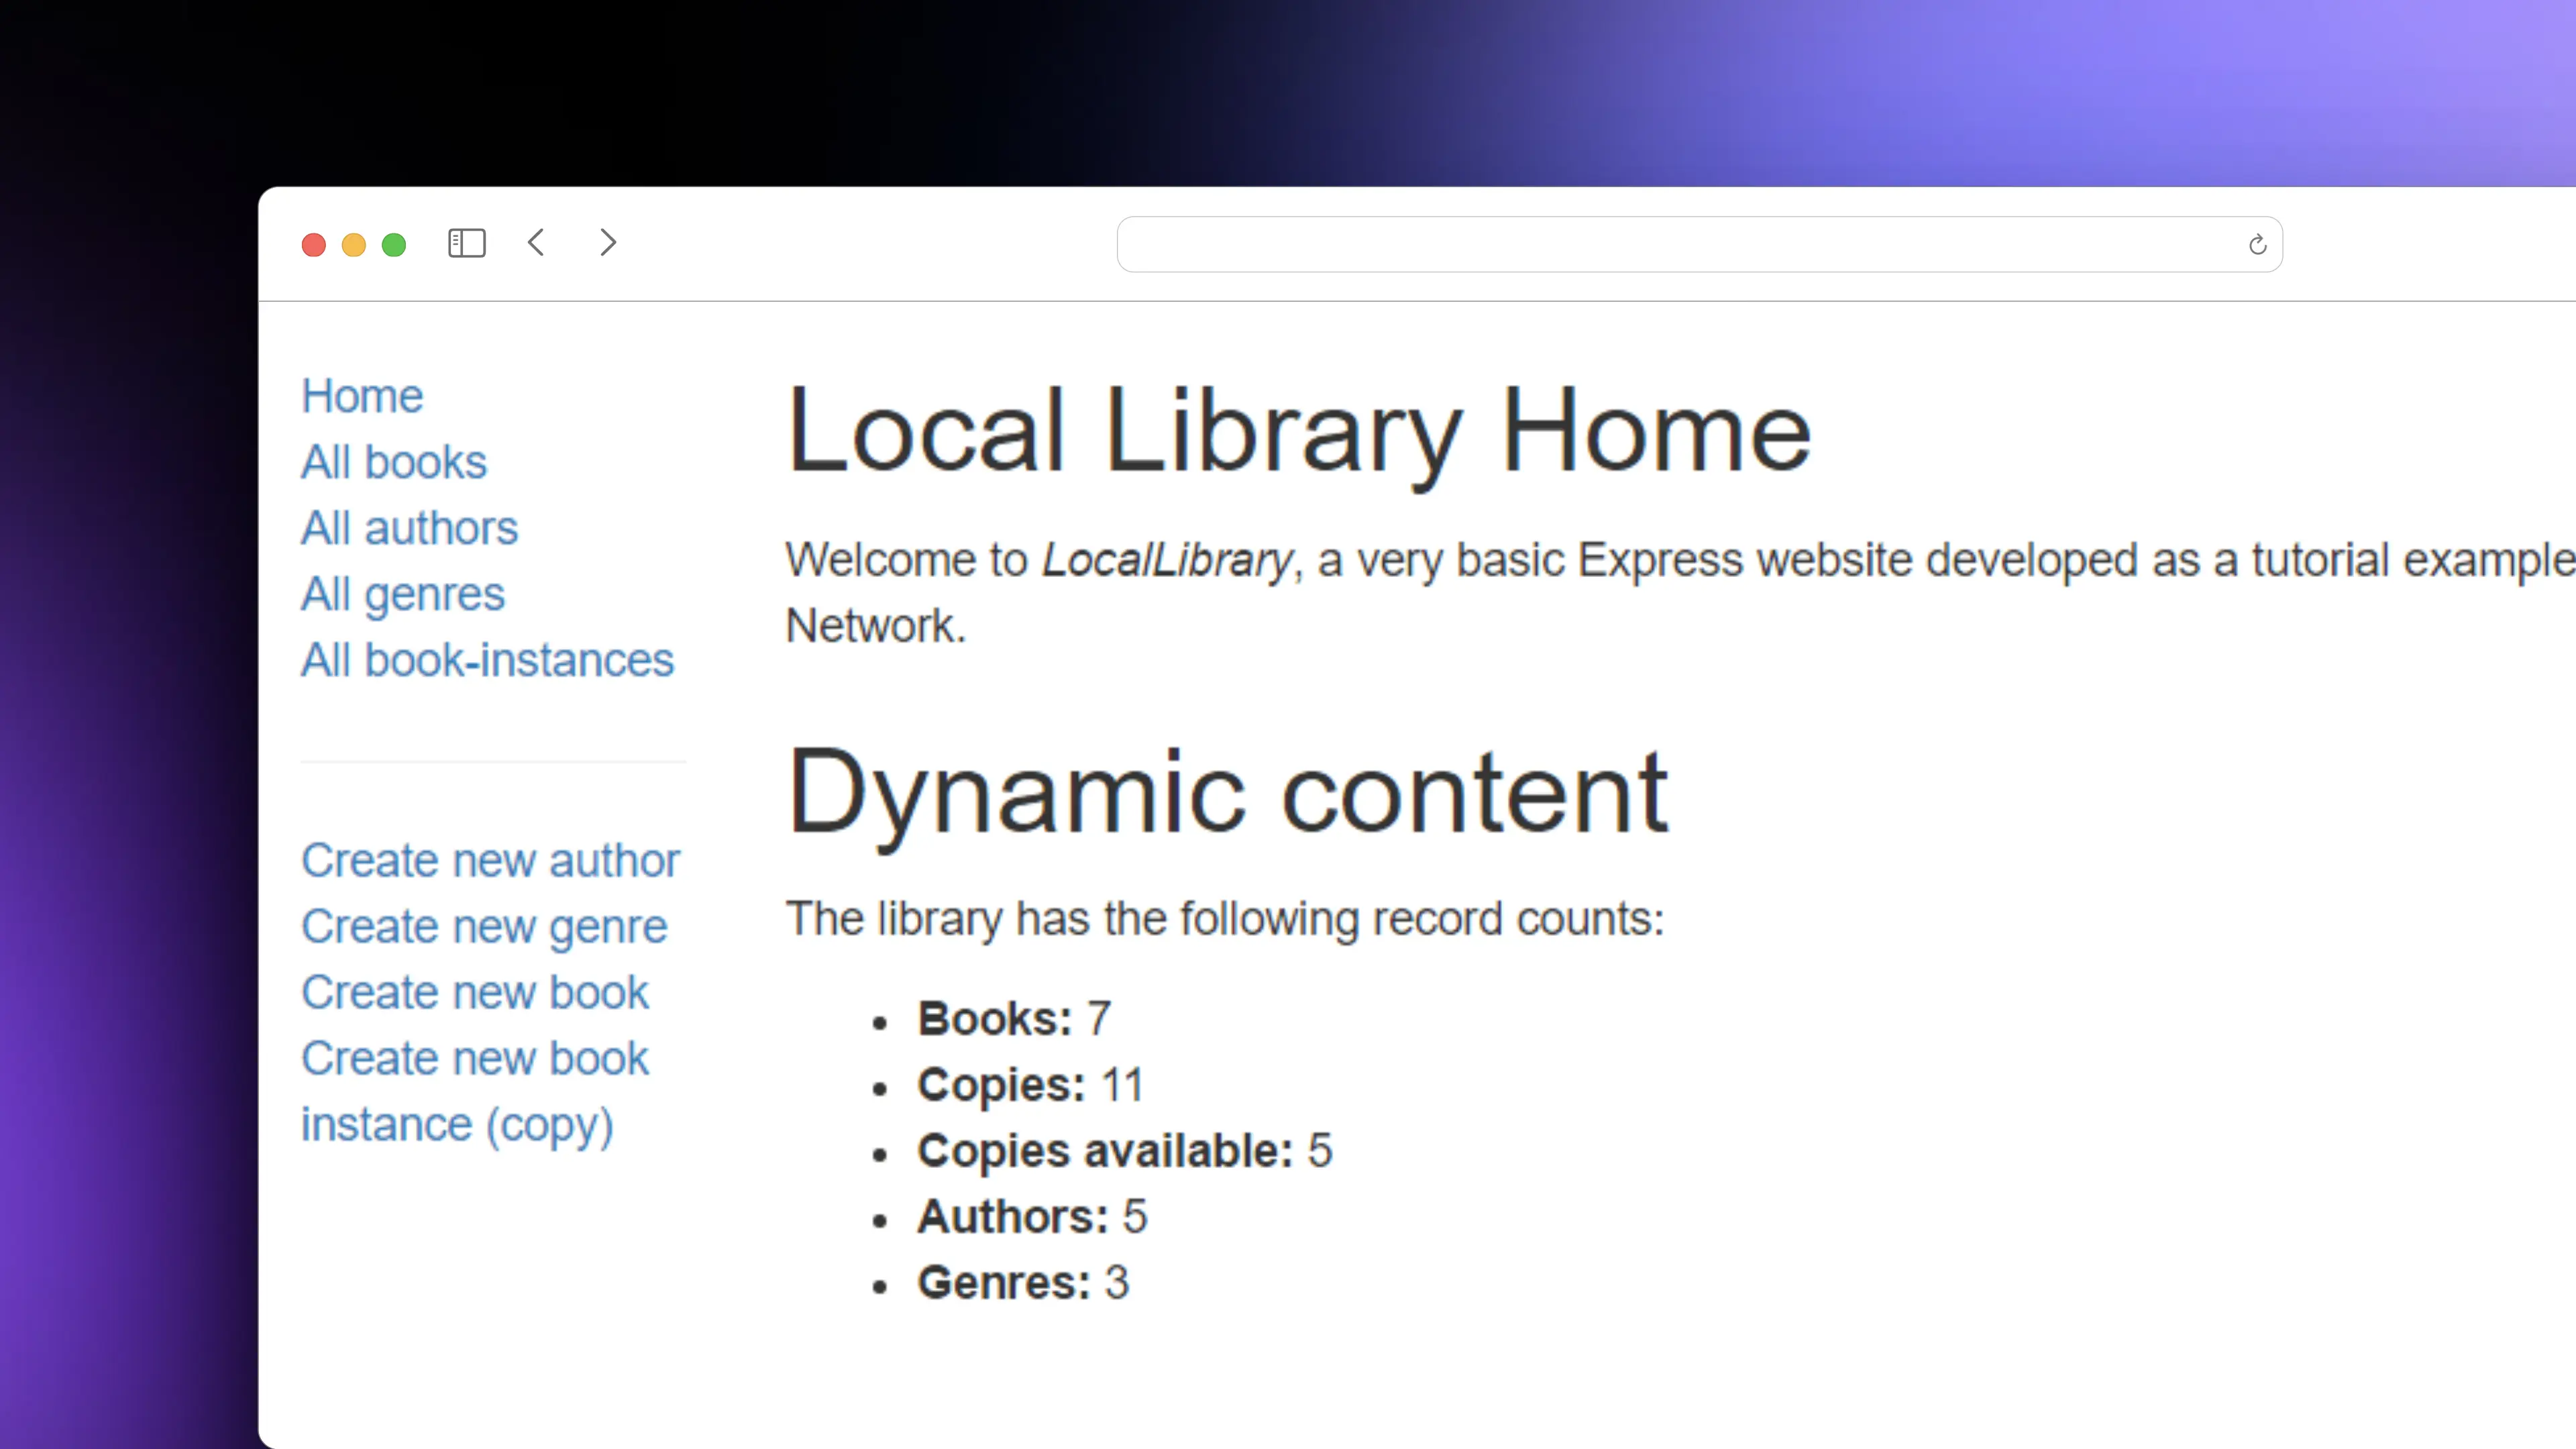 Home
All books
All authors
All genres
All book-instances
Create new author
Create new genre
Create new book
Create new book
instance (copy)
Local Library Home
Welcome to LocalLibrary, a very basic Express website developed as a tutorial example
Network.
Dynamic content
The library has the following record counts:
• Books: 7
• Copies: 11
• Copies available: 5
• Authors: 5
• Genres: 3